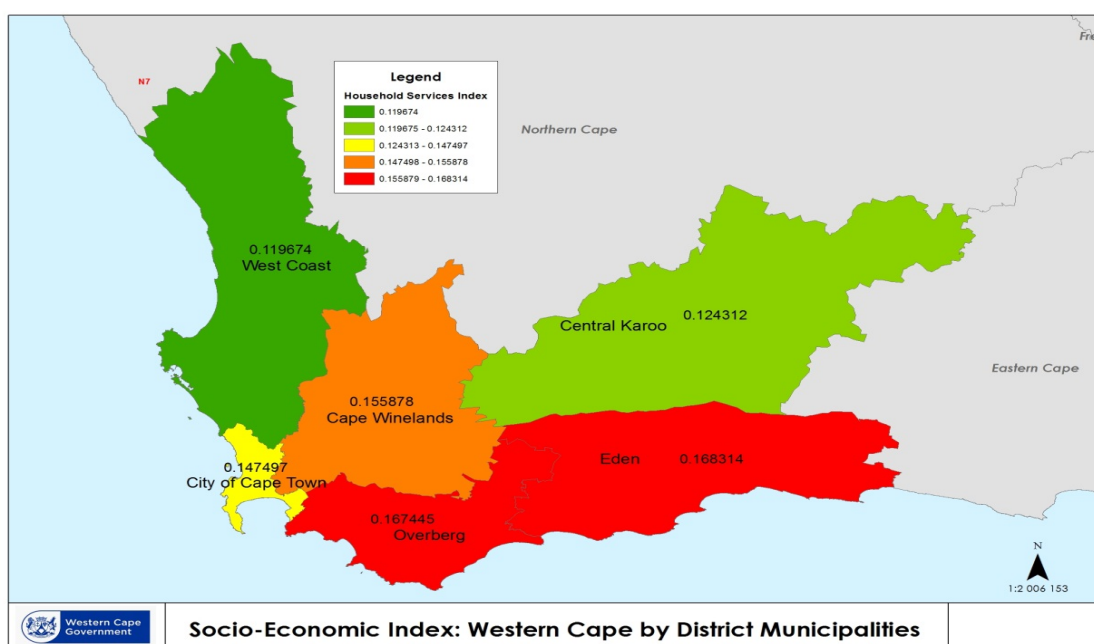 Fre
N7
Legend
Household Services Index
0.119674
0.119675 - 0.124312
0.124313 - 0.147497
0.147498 - 0.155878
0.155879 - 0.168314
Northern Cape
0.119674
West Coast
Central Karoo 0.124312
Eastern Cape
0.155878
Cape Winelands
Eden 0.168314
0.147497
City of Cape Town
0.167445
Overberg
N
1:2 006 153
Western Cape
Government
Socio-Economic Index: Western Cape by District Municipalities